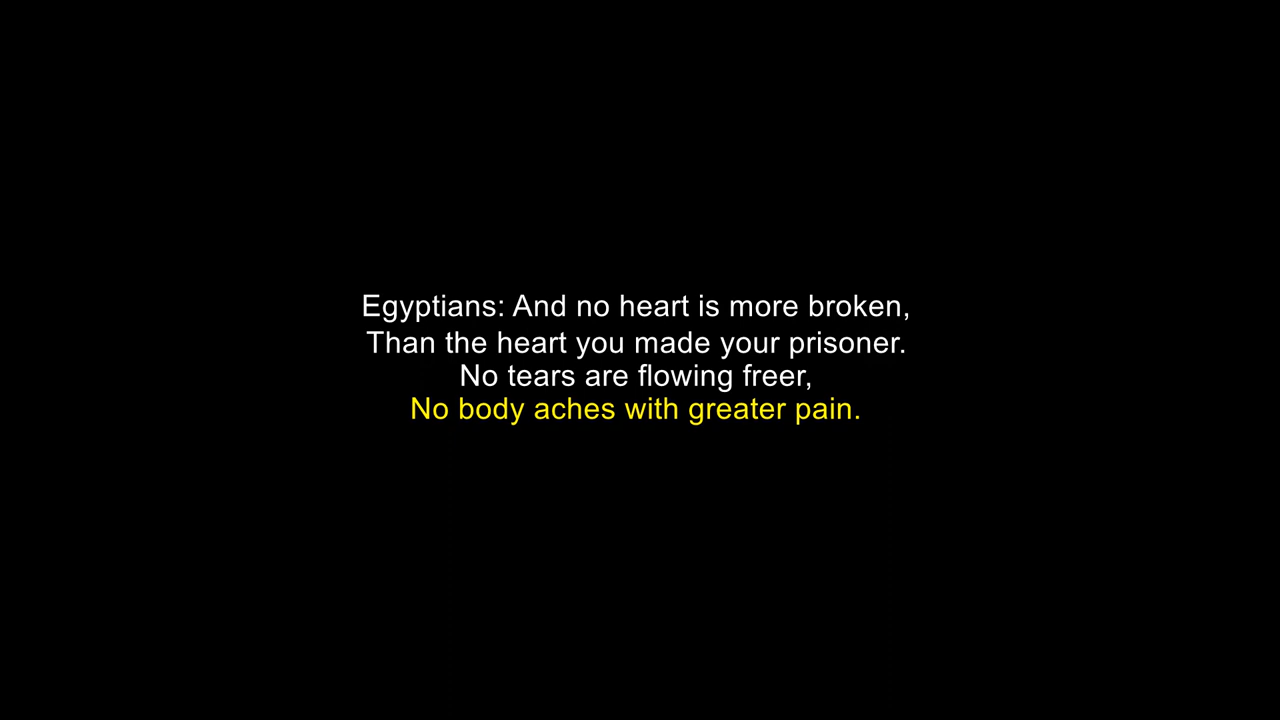 Egyptians: And no heart is more broken,
Than the heart you made your prisoner.
No tears are flowing freer,
No body aches with greater pain.